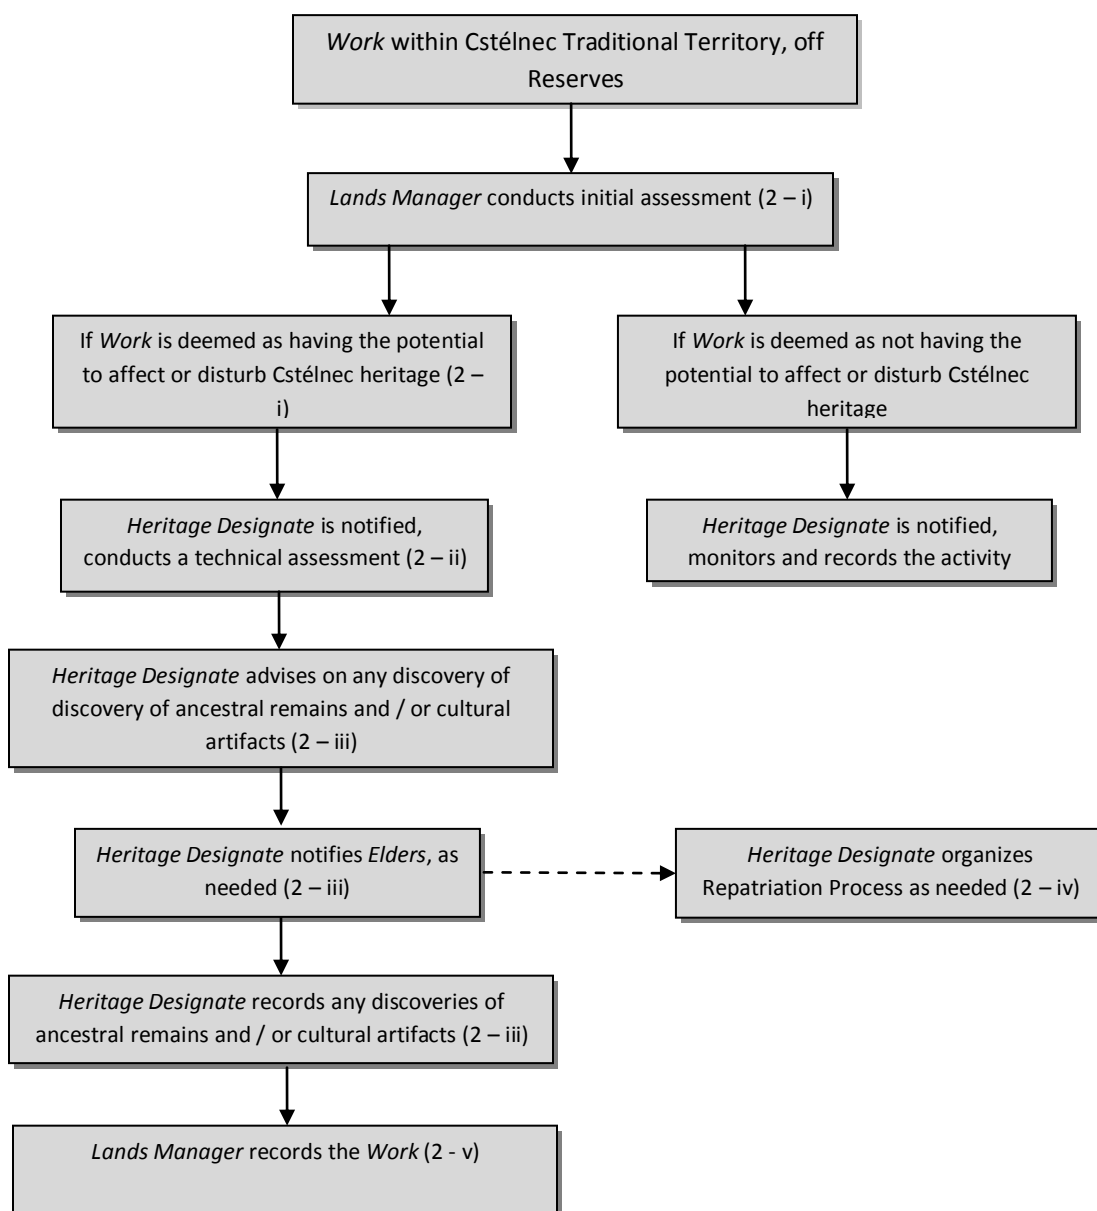 Work within Cstélnec Traditional Territory, off
Reserves
Lands Manager conducts initial assessment (2 – i)
If Work is deemed as having the potential
to affect or disturb Cstélnec heritage (2 –
i)
If Work is deemed as not having the
potential to affect or disturb Cstélnec
heritage
Heritage Designate is notified,
conducts a technical assessment (2 – ii)
Heritage Designate is notified,
monitors and records the activity
Heritage Designate advises on any discovery of
discovery of ancestral remains and / or cultural
artifacts (2 – iii)
Heritage Designate notifies Elders, as
needed (2 – iii)
Heritage Designate organizes
Repatriation Process as needed (2 – iv)
Heritage Designate records any discoveries of
ancestral remains and / or cultural artifacts (2 – iii)
Lands Manager records the Work (2 - v)